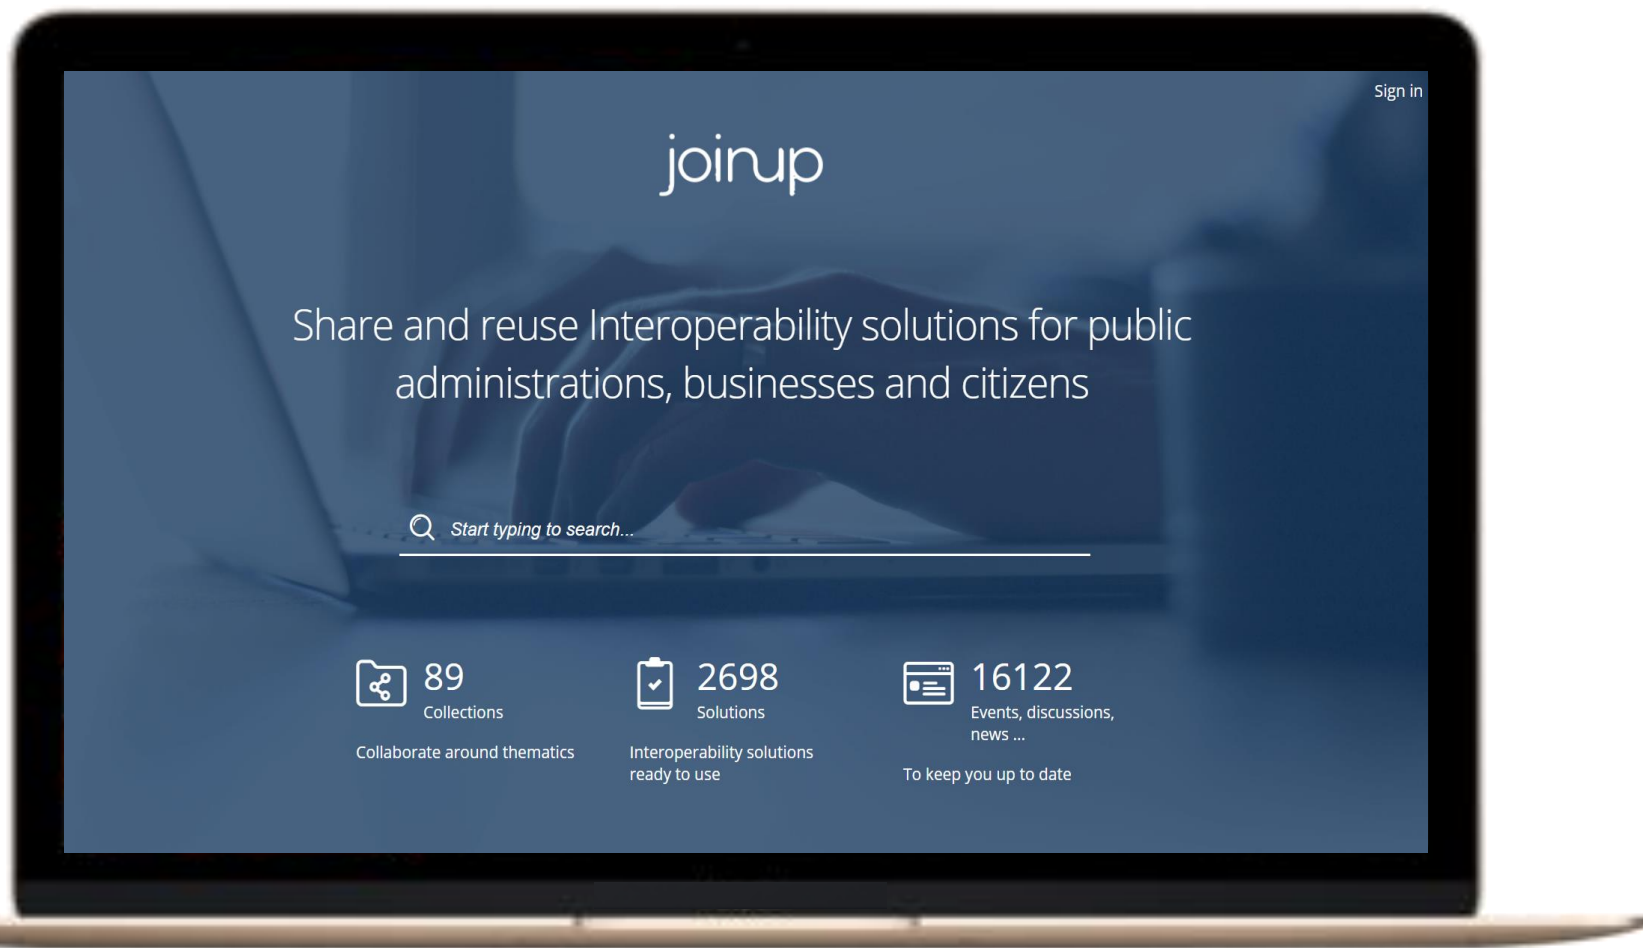 Sign in
joinup
Share and reuse Interoperability solutions for public
administrations, businesses and citizens
Start typing to search...
89
Collections
Collaborate around thematics
2698
Solutions
Interoperability solutions
ready to use
16122
Events, discussions,
news ...
To keep you up to date